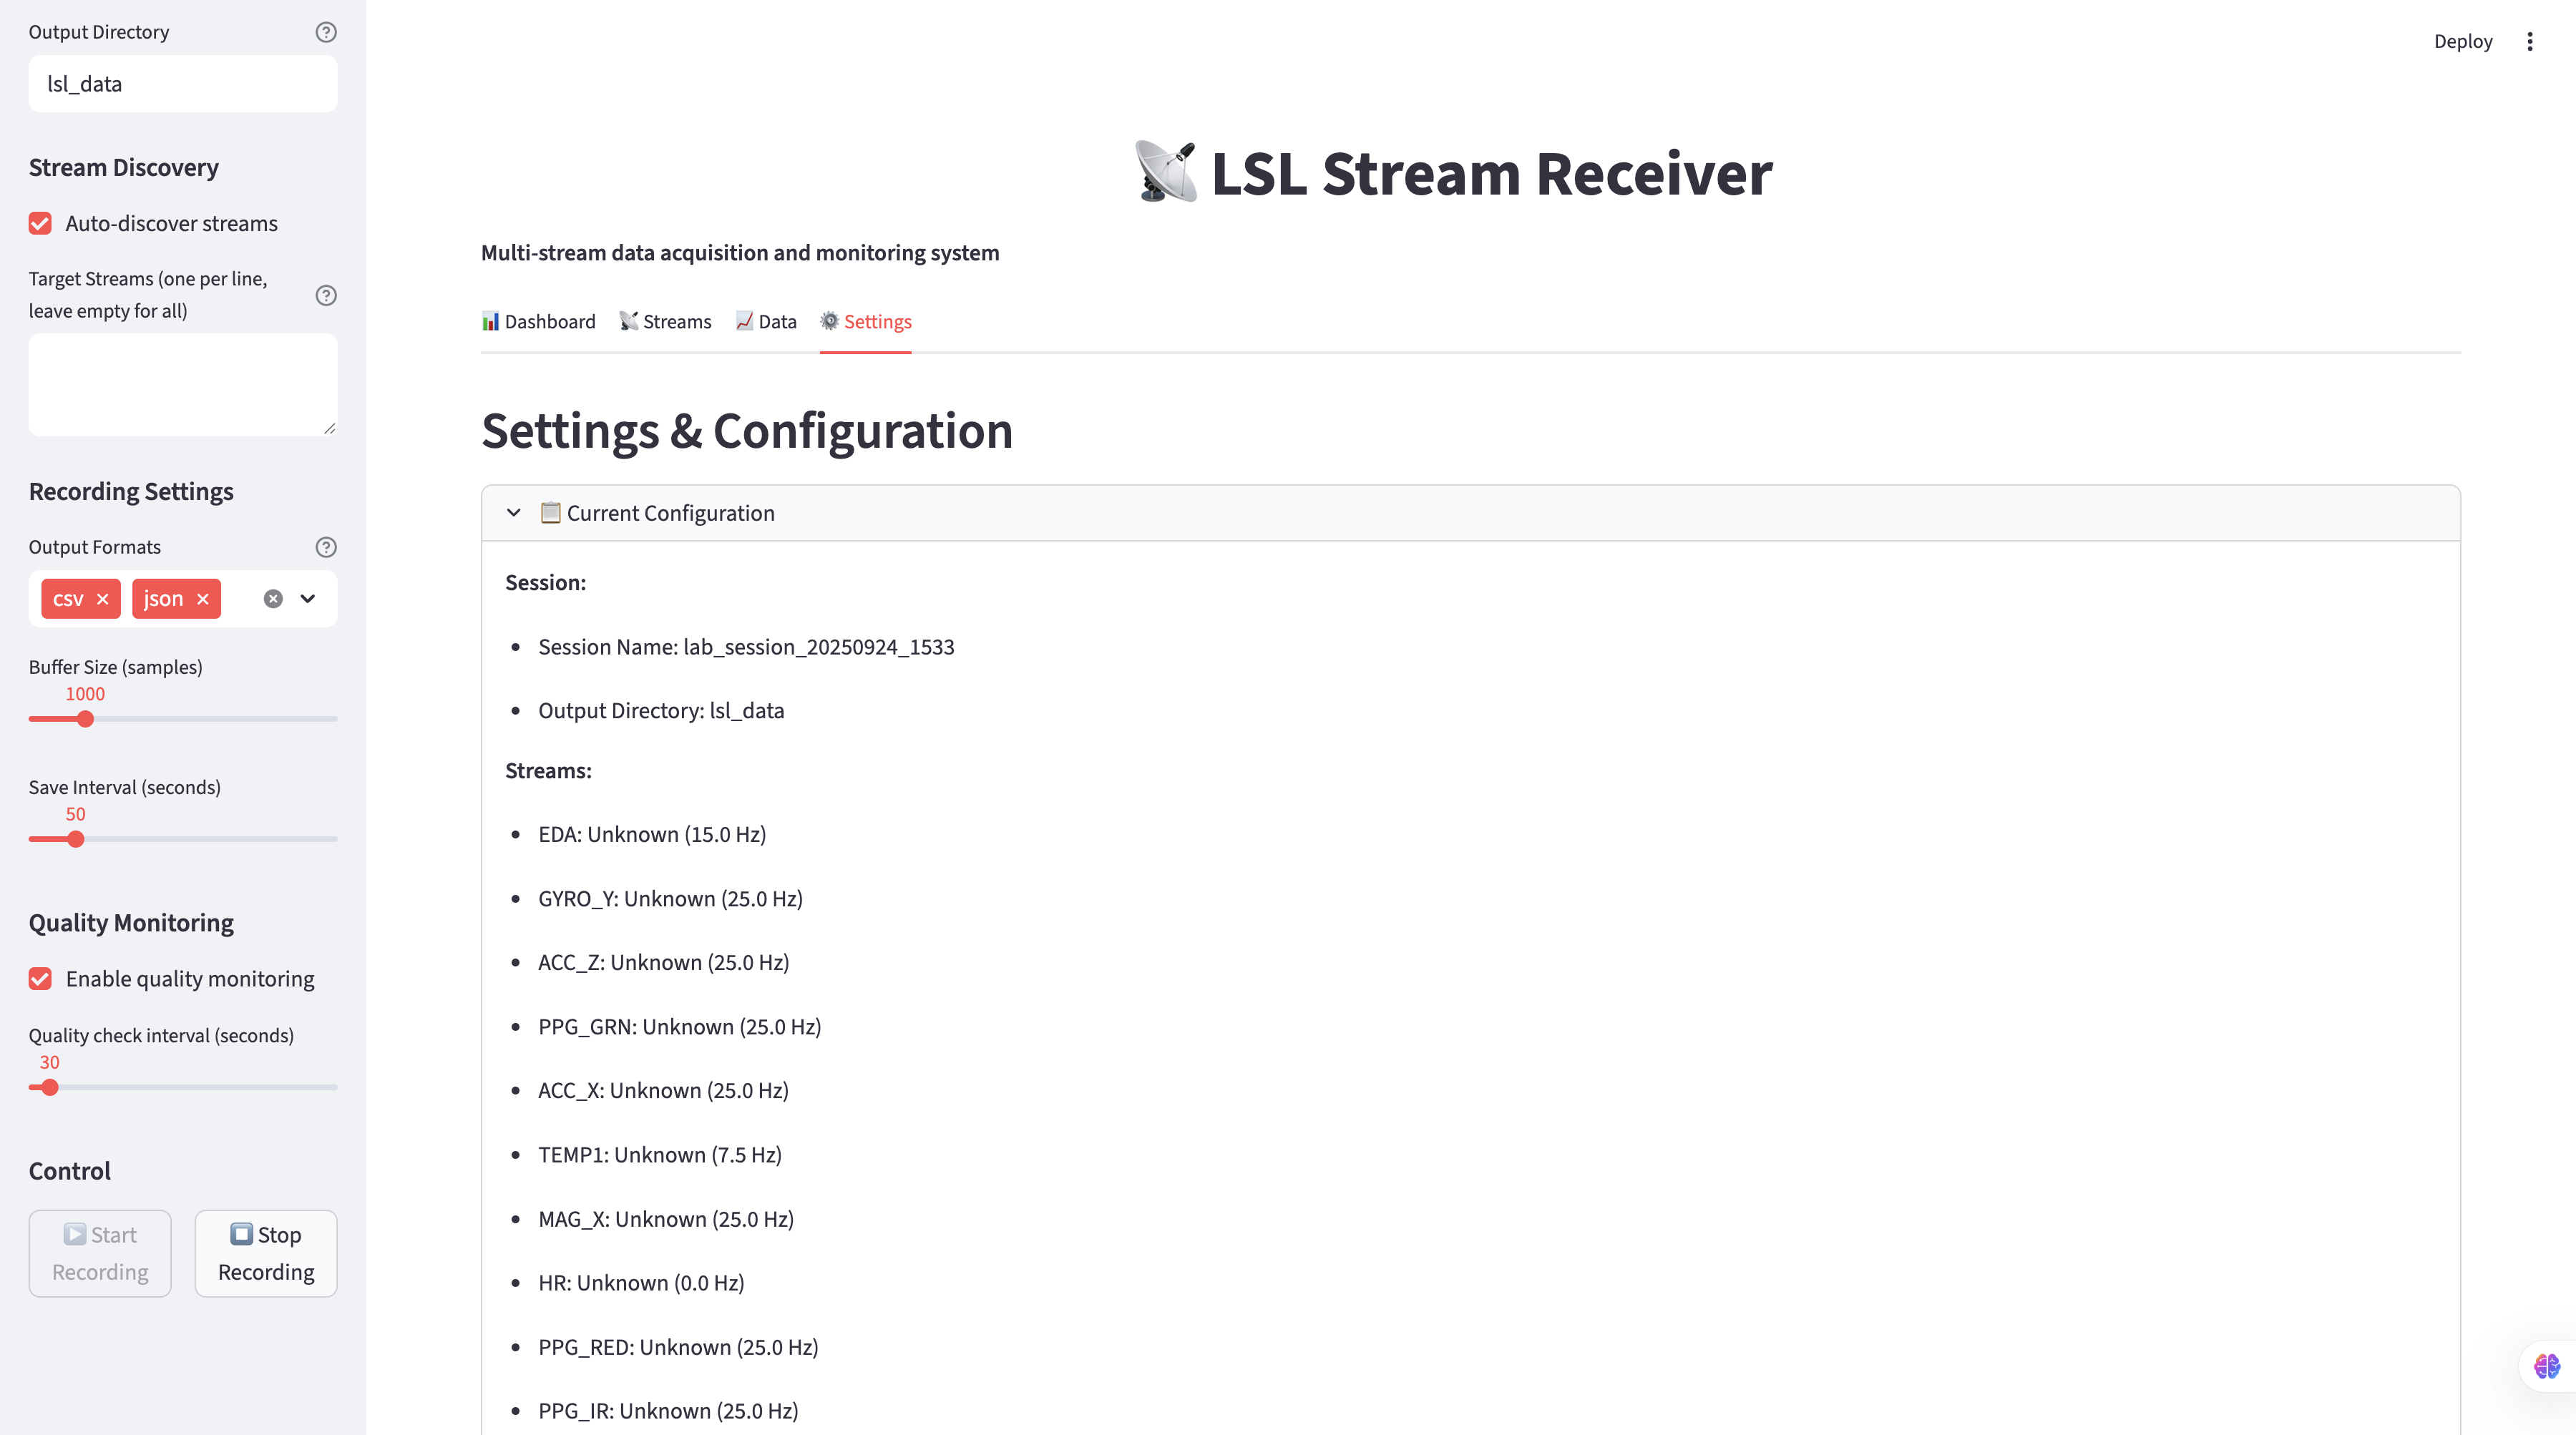 Output Directory
lsl_data
Stream Discovery
Auto-discover streams
Target Streams (one per line,
leave empty for all)
Recording Settings
Output Formats
csv
json
Buffer Size (samples)
1000
Save Interval (seconds)
50
Quality Monitoring
Enable quality monitoring
Quality check interval (seconds)
30
Control
Start
Recording
Stop
Recording
Deploy
LSL Stream Receiver
Multi-stream data acquisition and monitoring system
Dashboard Streams Data Settings
Settings & Configuration
Current Configuration
Session:
Session Name: lab_session_20250924_1533
Output Directory: lsl_data
Streams:
EDA: Unknown (15.0 Hz)
GYRO_Y: Unknown (25.0 Hz)
ACC_Z: Unknown (25.0 Hz)
PPG_GRN: Unknown (25.0 Hz)
ACC_X: Unknown (25.0 Hz)
TEMP1: Unknown (7.5 Hz)
MAG_X: Unknown (25.0 Hz)
HR: Unknown (0.0 Hz)
PPG_RED: Unknown (25.0 Hz)
PPG_IR: Unknown (25.0 Hz)